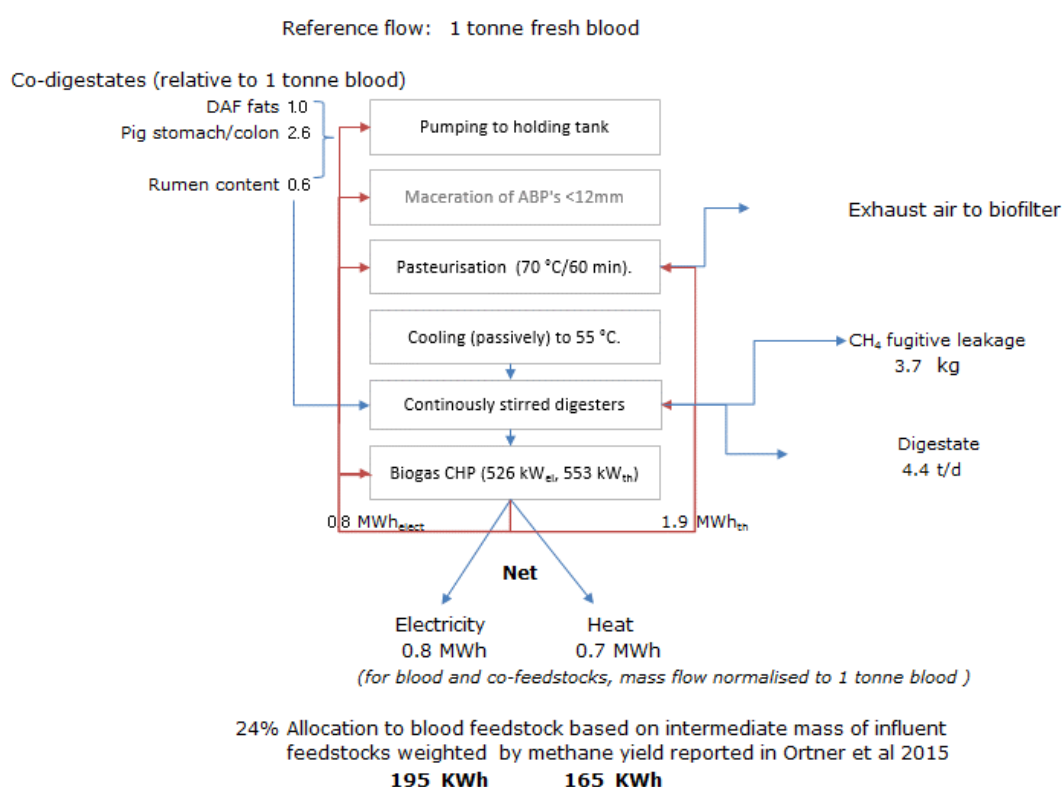 Reference flow: 1 tonne fresh blood
Co-digestates (relative to 1 tonne blood)
DAF fats 1.0
Pig stomach/colon 2.6
Rumen content 0.6
Pumping to holding tank
Maceration of ABP's <12mm
Exhaust air to biofilter
Pasteurisation (70 °C/60 min).
Cooling (passively) to 55 °C.
CH₄ fugitive leakage
3.7 kg
Continously stirred digesters
Digestate
4.4 t/d
Biogas CHP (526 kWel, 553 kWth)
0.8 MWhelect
1.9 MWhth
Net
Electricity
0.8 MWh
Heat
0.7 MWh
(for blood and co-feedstocks, mass flow normalised to 1 tonne blood )
24% Allocation to blood feedstock based on intermediate mass of influent
feedstocks weighted by methane yield reported in Ortner et al 2015
195 KWh 165 KWh